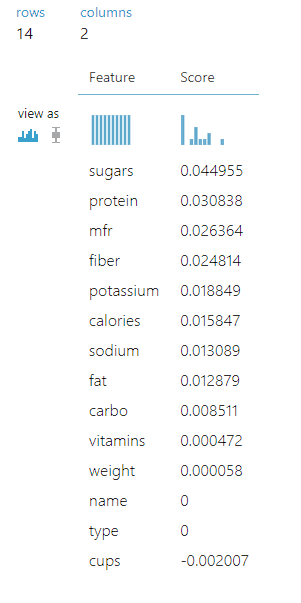 rows columns
14 2
Feature Score
view as
sugars 0.044955
protein 0.030838
mfr 0.026364
fiber 0.024814
potassium 0.018849
calories 0.015847
sodium 0.013089
fat 0.012879
carbo 0.008511
vitamins 0.000472
weight 0.000058
name 0
type 0
cups -0.002007